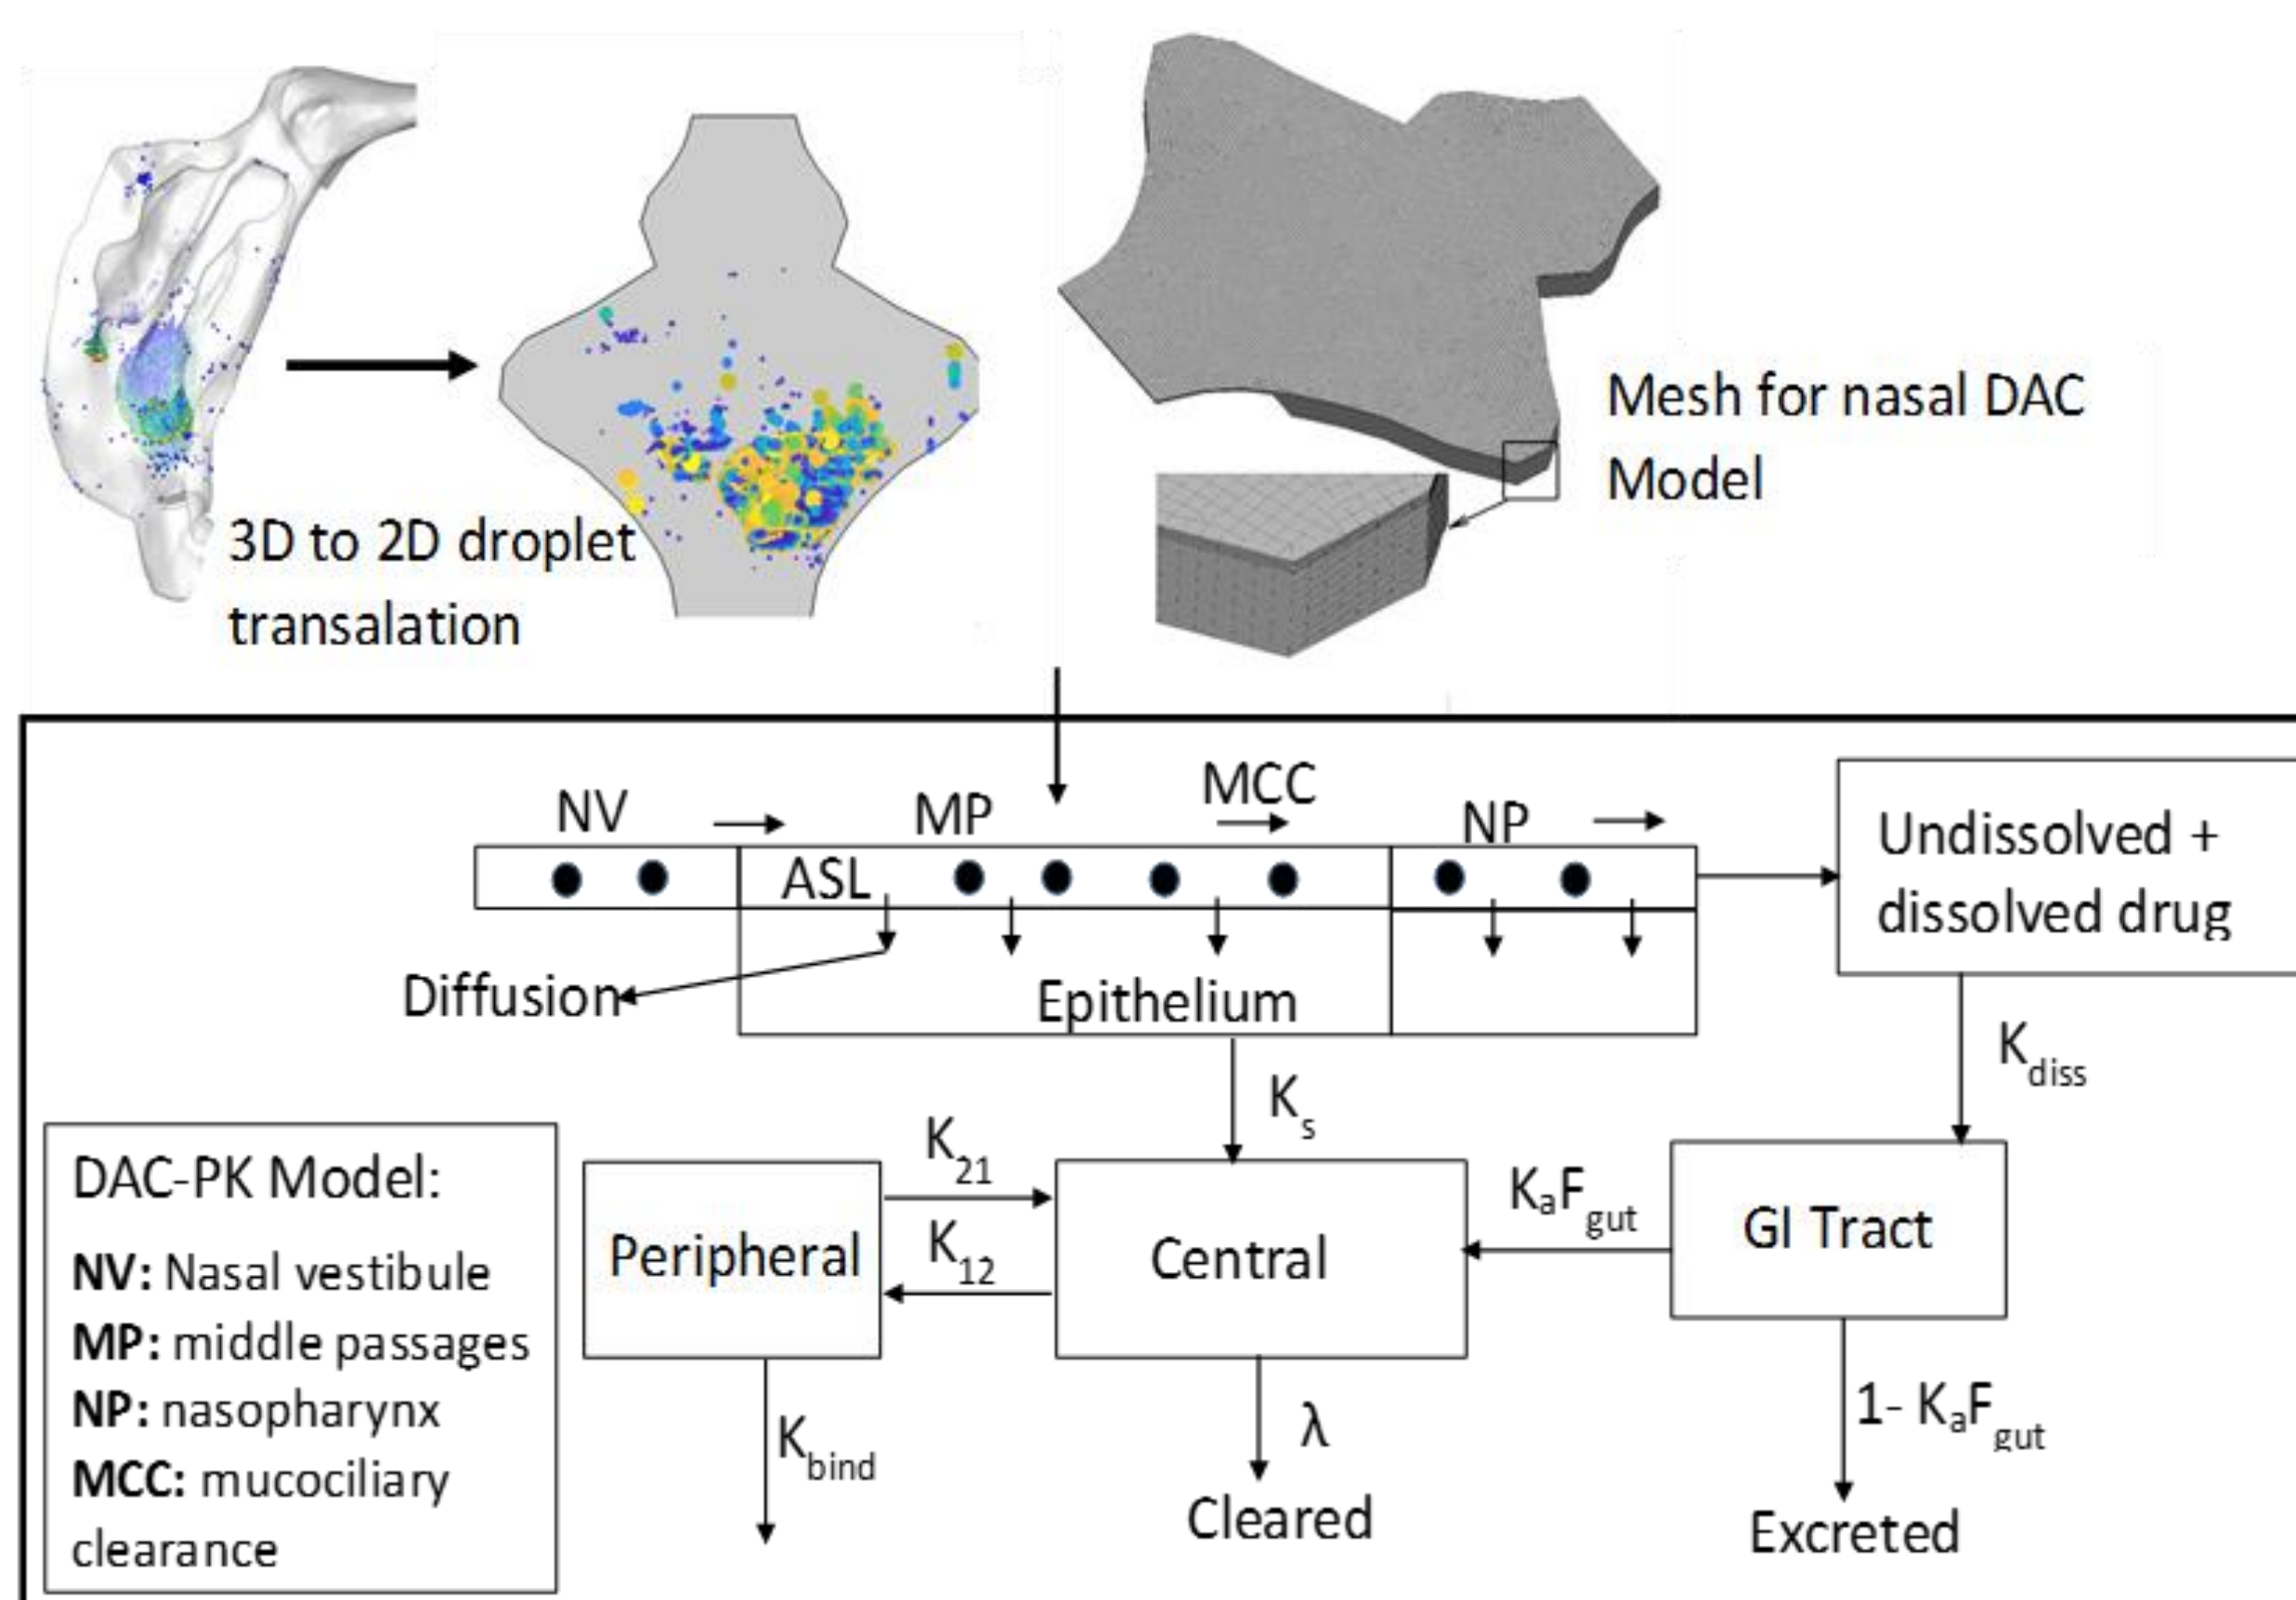 3D to 2D droplet
transalation
Mesh for nasal DAC
Model
NV
MP
MCC
NP
ASL
Undissolved +
dissolved drug
Diffusion
Epithelium
K_diss
K_s
K_21
K_12
Peripheral
Central
KₐF_gut
GI Tract
K_bind
λ
1- KₐF_gut
Cleared
Excreted
DAC-PK Model:
NV: Nasal vestibule
MP: middle passages
NP: nasopharynx
MCC: mucociliary
clearance